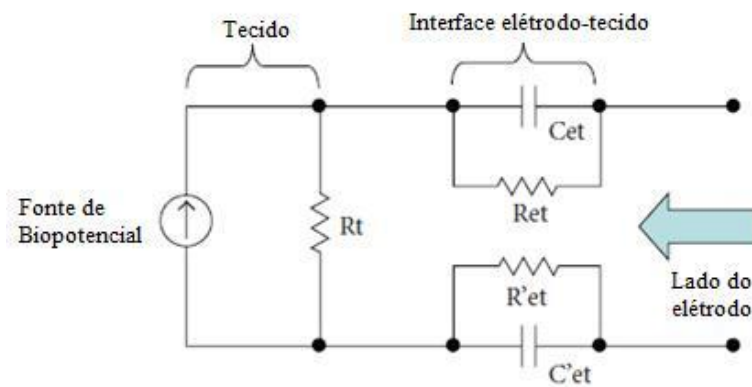 Tecido
Interface elétrodo-tecido
Cet
Ret
Fonte de
Biopotencial
Rt
R'et
Lado do
elétrodo
C'et